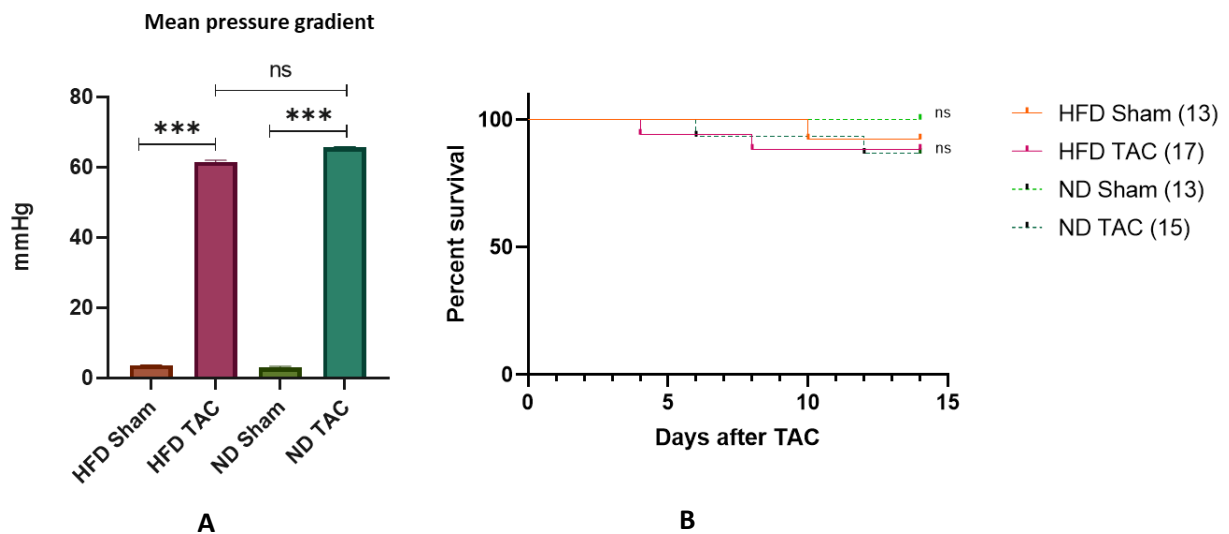 Mean pressure gradient
ns
***
***
80
60
40
20
0
mmHg
HFD Sham
HFD TAC
ND Sham
ND TAC
A
100
50
0
Percent survival
ns
ns
0
5
10
15
Days after TAC
HFD Sham (13)
HFD TAC (17)
ND Sham (13)
ND TAC (15)
B